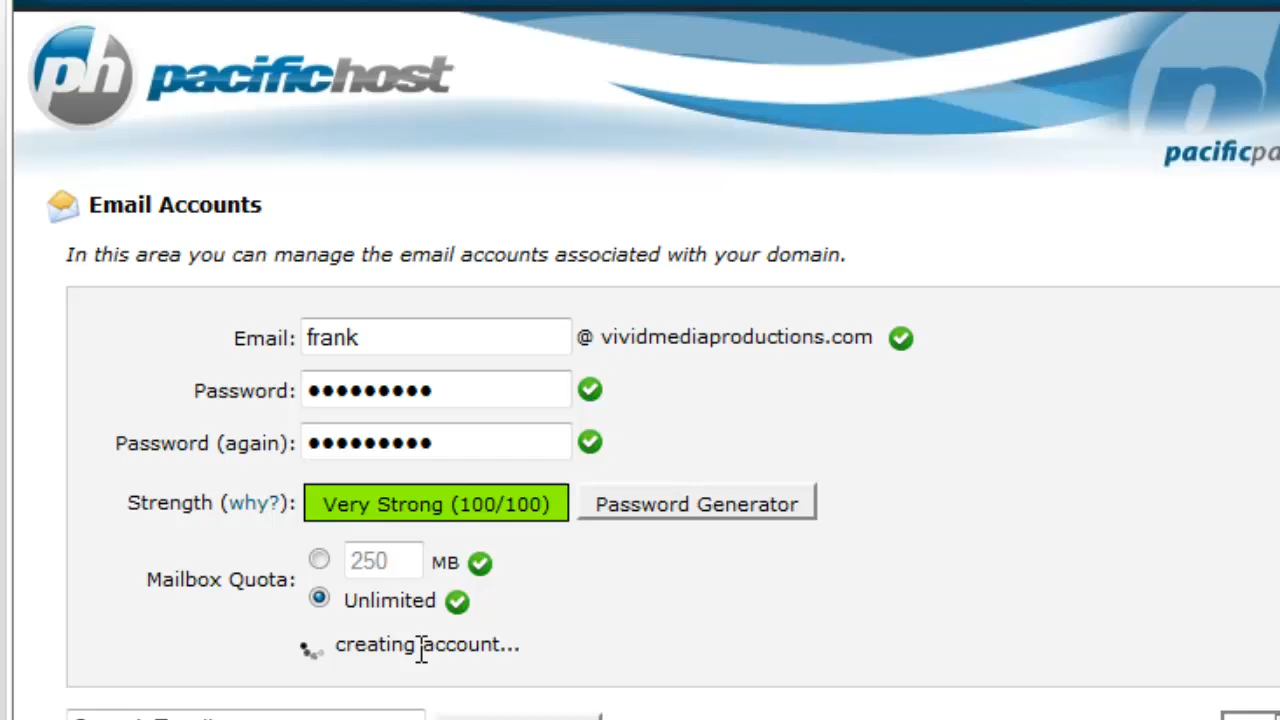 ph pacifichost
pacificpa
Email Accounts
In this area you can manage the email accounts associated with your domain.
Email: frank @ vividmediaproductions.com
Password: •••••••••
Password (again): •••••••••
Strength (why?): Very Strong (100/100) Password Generator
Mailbox Quota: 250 MB
Unlimited
creating account...